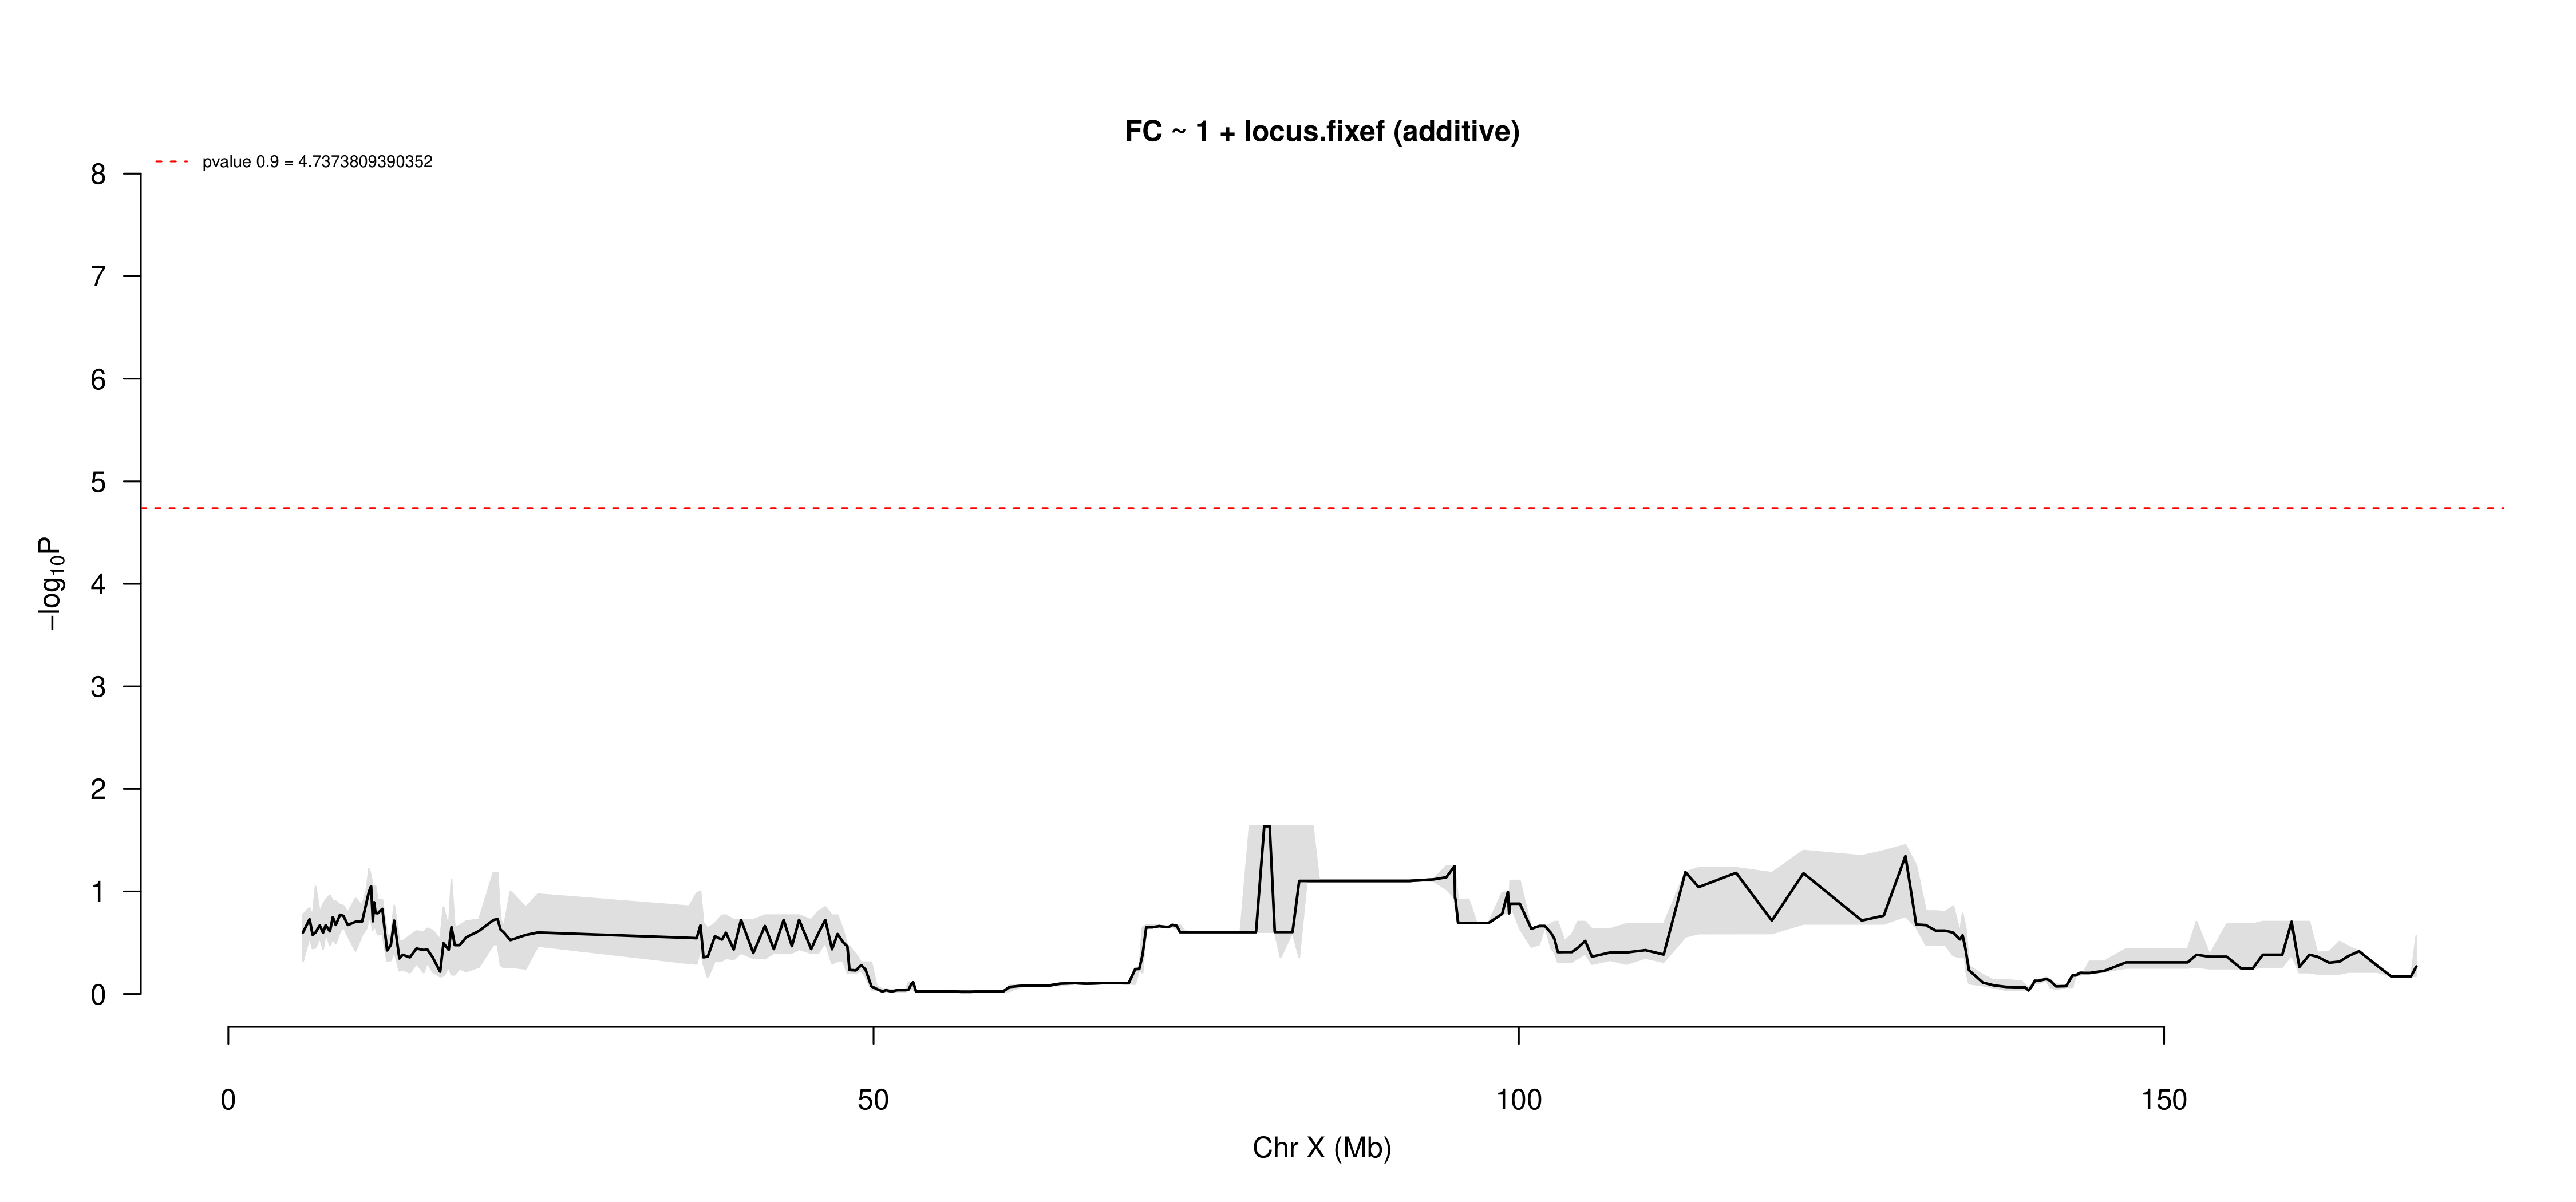 FC ~ 1 + locus.fixef (additive)
pvalue 0.9 = 4.7373809390352
8
7
6
5
4
3
2
1
0
−log10P
0 50 100 150
Chr X (Mb)